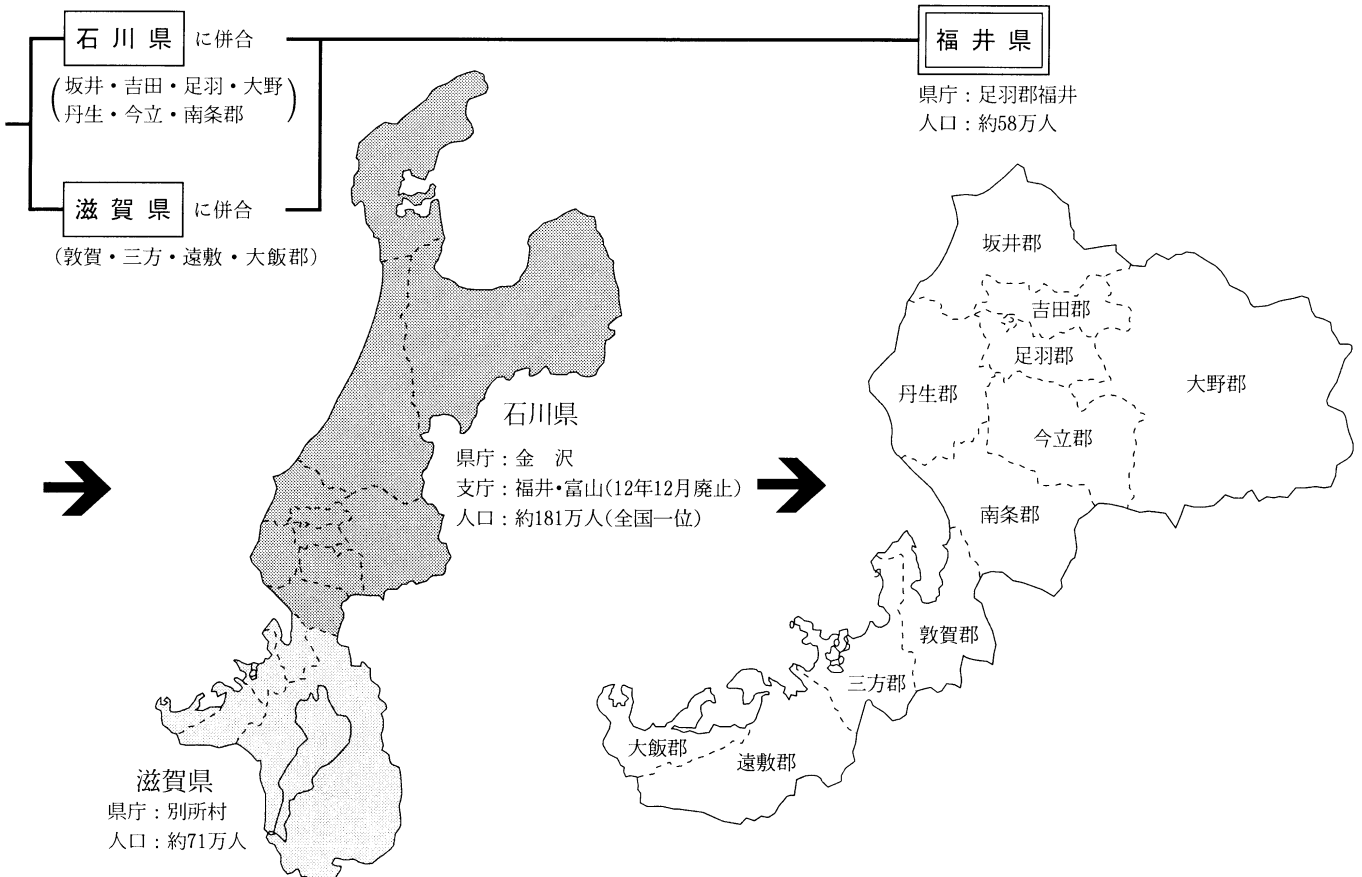 石川県 に併合
(坂井・吉田・足羽・大野
丹生・今立・南条郡)
滋賀県 に併合
(敦賀・三方・遠敷・大飯郡)
石川県
県庁：金　沢
支庁：福井・富山(12年12月廃止)
人口：約181万人(全国一位)
滋賀県
県庁：別所村
人口：約71万人
福井県
県庁：足羽郡福井
人口：約58万人
坂井郡
吉田郡
足羽郡
大野郡
丹生郡
今立郡
南条郡
敦賀郡
三方郡
大飯郡
遠敷郡